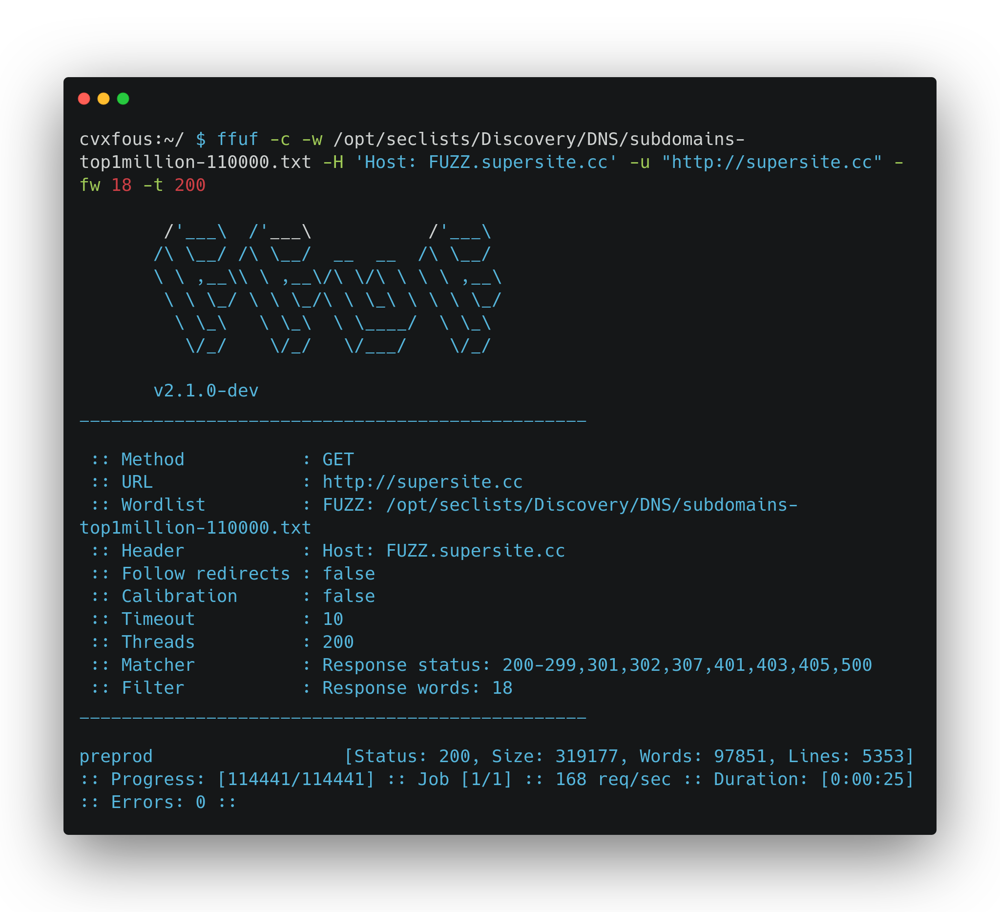 cvxfous:~/ $ ffuf -c -w /opt/seclists/Discovery/DNS/subdomains-
top1million-110000.txt -H 'Host: FUZZ.supersite.cc' -u "http://supersite.cc" -
fw 18 -t 200
        /'___\  /'___\           /'___\
       /\ \__/ /\ \__/  __  __  /\ \__/
       \ \ ,__\\ \ ,__\/\ \/\ \ \ \ ,__\
        \ \ \_/ \ \ \_/\ \ \_\ \ \ \ \_/
         \ \_\   \ \_\  \ \____/  \ \_\
          \/_/    \/_/   \/___/    \/_/
       v2.1.0-dev
________________________________________________
 :: Method           : GET
 :: URL              : http://supersite.cc
 :: Wordlist         : FUZZ: /opt/seclists/Discovery/DNS/subdomains-
top1million-110000.txt
 :: Header           : Host: FUZZ.supersite.cc
 :: Follow redirects : false
 :: Calibration      : false
 :: Timeout          : 10
 :: Threads          : 200
 :: Matcher          : Response status: 200-299,301,302,307,401,403,405,500
 :: Filter           : Response words: 18
________________________________________________
preprod                  [Status: 200, Size: 319177, Words: 97851, Lines: 5353]
:: Progress: [114441/114441] :: Job [1/1] :: 168 req/sec :: Duration: [0:00:25]
:: Errors: 0 ::